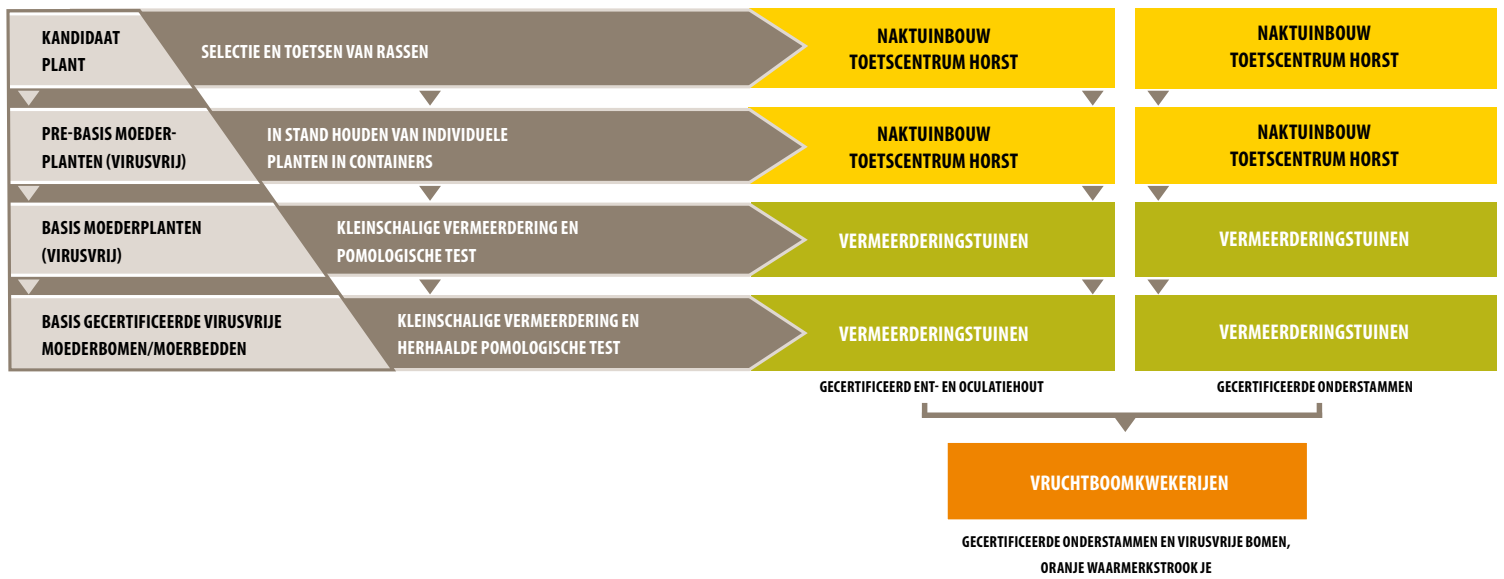 KANDIDAAT
PLANT
SELECTIE EN TOETSEN VAN RASSEN
NAKTUINBOUW
TOETSCENTRUM HORST
NAKTUINBOUW
TOETSCENTRUM HORST
PRE-BASIS MOEDER-
PLANTEN (VIRUSVRIJ)
IN STAND HOUDEN VAN INDIVIDUELE
PLANTEN IN CONTAINERS
NAKTUINBOUW
TOETSCENTRUM HORST
NAKTUINBOUW
TOETSCENTRUM HORST
BASIS MOEDERPLANTEN
(VIRUSVRIJ)
KLEINSCHALIGE VERMEERDERING EN
POMOLOGISCHE TEST
VERMEERDERINGSTUINEN
VERMEERDERINGSTUINEN
BASIS GECERTIFICEERDE VIRUSVRIJE
MOEDERBOMEN/MOERBEDDEN
KLEINSCHALIGE VERMEERDERING EN
HERHAALDE POMOLOGISCHE TEST
VERMEERDERINGSTUINEN
VERMEERDERINGSTUINEN
GECERTIFICEERD ENT- EN OCULATIEHOUT
GECERTIFICEERDE ONDERSTAMMEN
VRUCHTBOOMKWEKERIJEN
GECERTIFICEERDE ONDERSTAMMEN EN VIRUSVRIJE BOMEN,
ORANJE WAARMERKSTROOK JE